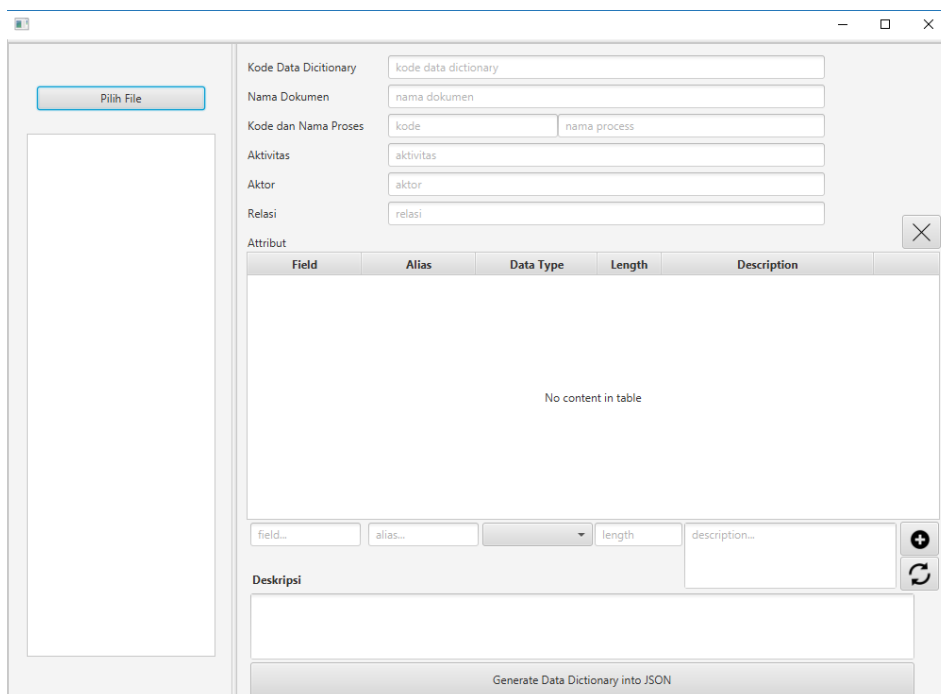 Pilih File
Kode Data Dicitionary kode data dictionary
Nama Dokumen nama dokumen
Kode dan Nama Proses kode nama process
Aktivitas aktivitas
Aktor aktor
Relasi relasi
Attribut
Field Alias Data Type Length Description
No content in table
field... alias... length description...
Deskripsi
Generate Data Dictionary into JSON